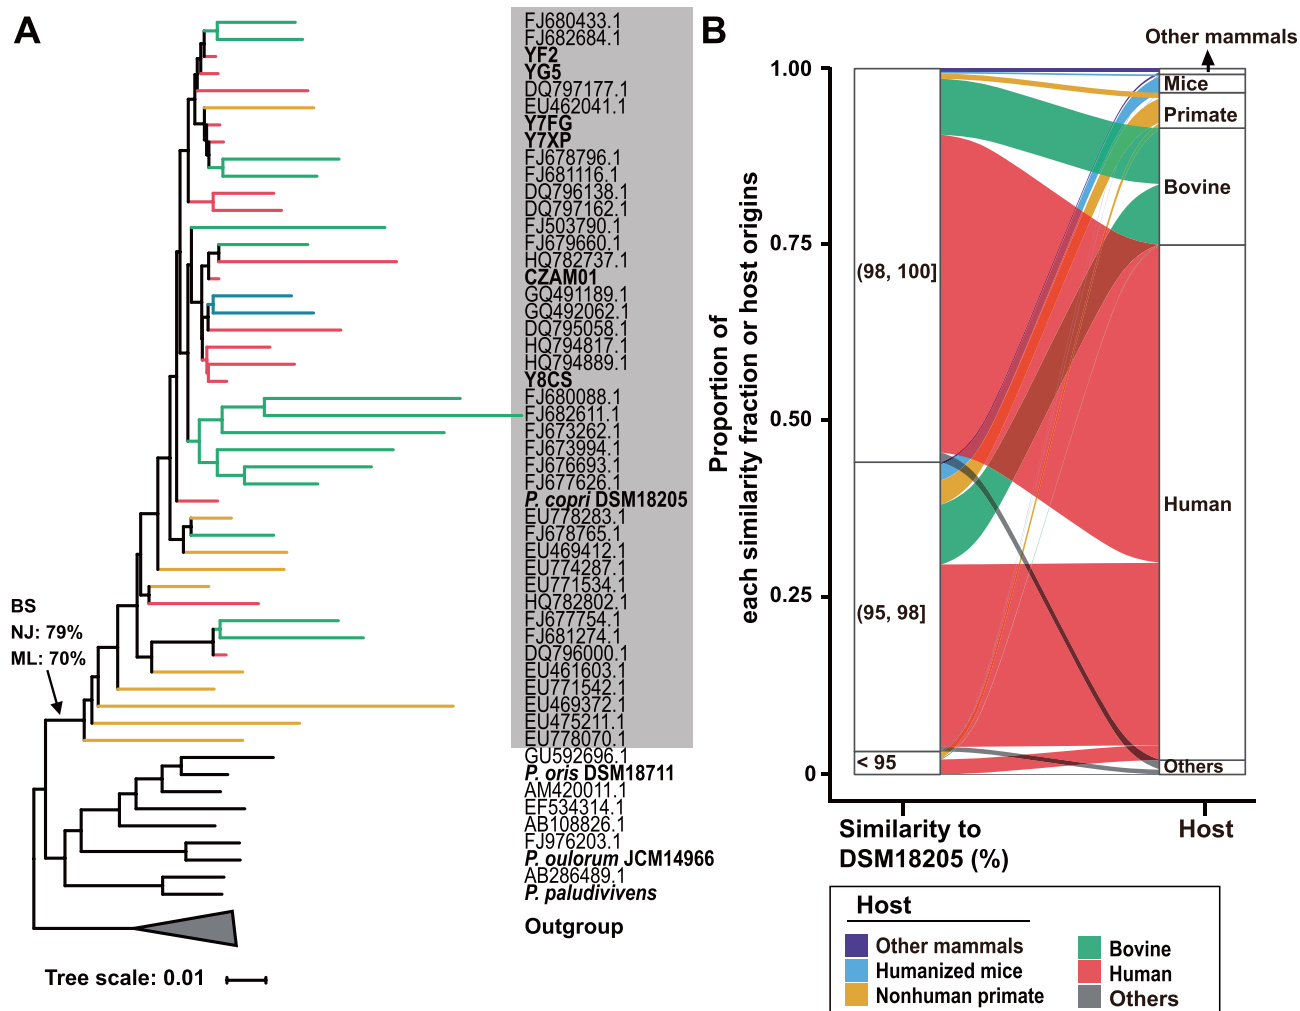 A
FJ680433.1
FJ682684.1
YF2
YG5
DQ797177.1
EU462041.1
Y7FG
Y7XP
FJ678796.1
FJ681116.1
DQ796138.1
DQ797162.1
FJ503790.1
FJ679660.1
HQ782737.1
CZAM01
GQ491189.1
GQ492062.1
DQ795058.1
HQ794817.1
HQ794889.1
Y8CS
FJ680088.1
FJ682611.1
FJ673262.1
FJ673994.1
FJ676693.1
FJ677626.1
P. copri DSM18205
EU778283.1
FJ678765.1
EU469412.1
EU774287.1
EU771534.1
HQ782802.1
FJ677754.1
FJ681274.1
DQ796000.1
EU461603.1
EU771542.1
EU469372.1
EU475211.1
EU778070.1
GU592696.1
P. oris DSM18711
AM420011.1
EF534314.1
AB108826.1
FJ976203.1
P. oulorum JCM14966
AB286489.1
P. paludivivens
Outgroup
BS
NJ: 79%
ML: 70%
Tree scale: 0.01
B
Proportion of
each similarity fraction or host origins
1.00
0.75
0.50
0.25
0
(98, 100]
(95, 98]
< 95
Other mammals
Mice
Primate
Bovine
Human
Others
Similarity to
DSM18205 (%)
Host
Host
Other mammals
Humanized mice
Nonhuman primate
Bovine
Human
Others